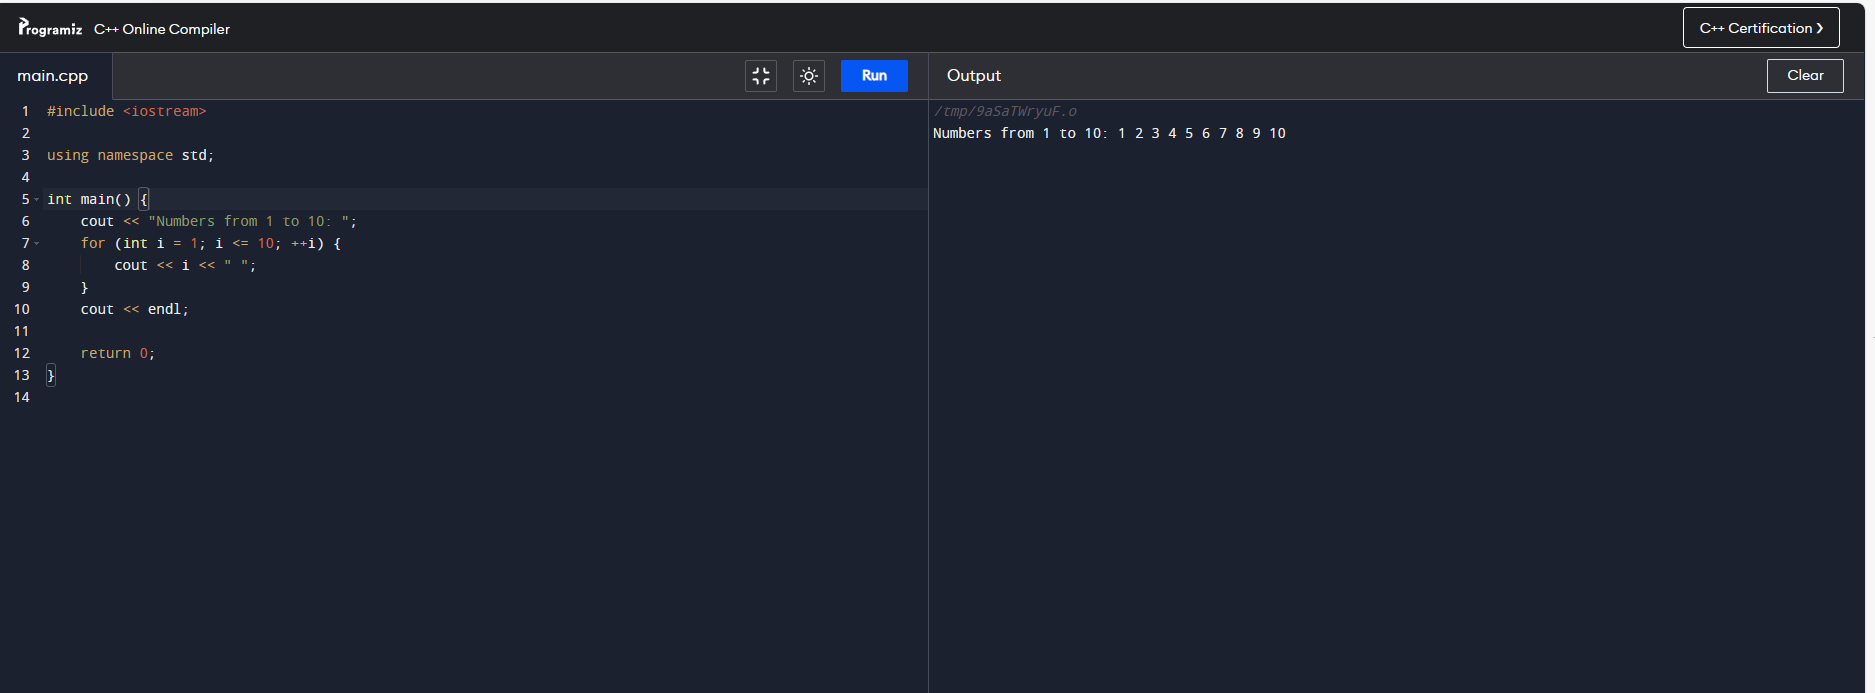 Programiz C++ Online Compiler
C++ Certification ❯
main.cpp
Run
1 #include <iostream>
2
3 using namespace std;
4
5 int main() {
6     cout << "Numbers from 1 to 10: ";
7     for (int i = 1; i <= 10; ++i) {
8         cout << i << " ";
9     }
10     cout << endl;
11
12     return 0;
13 }
14
Output
Clear
/tmp/9aSaTWryuF.o
Numbers from 1 to 10: 1 2 3 4 5 6 7 8 9 10